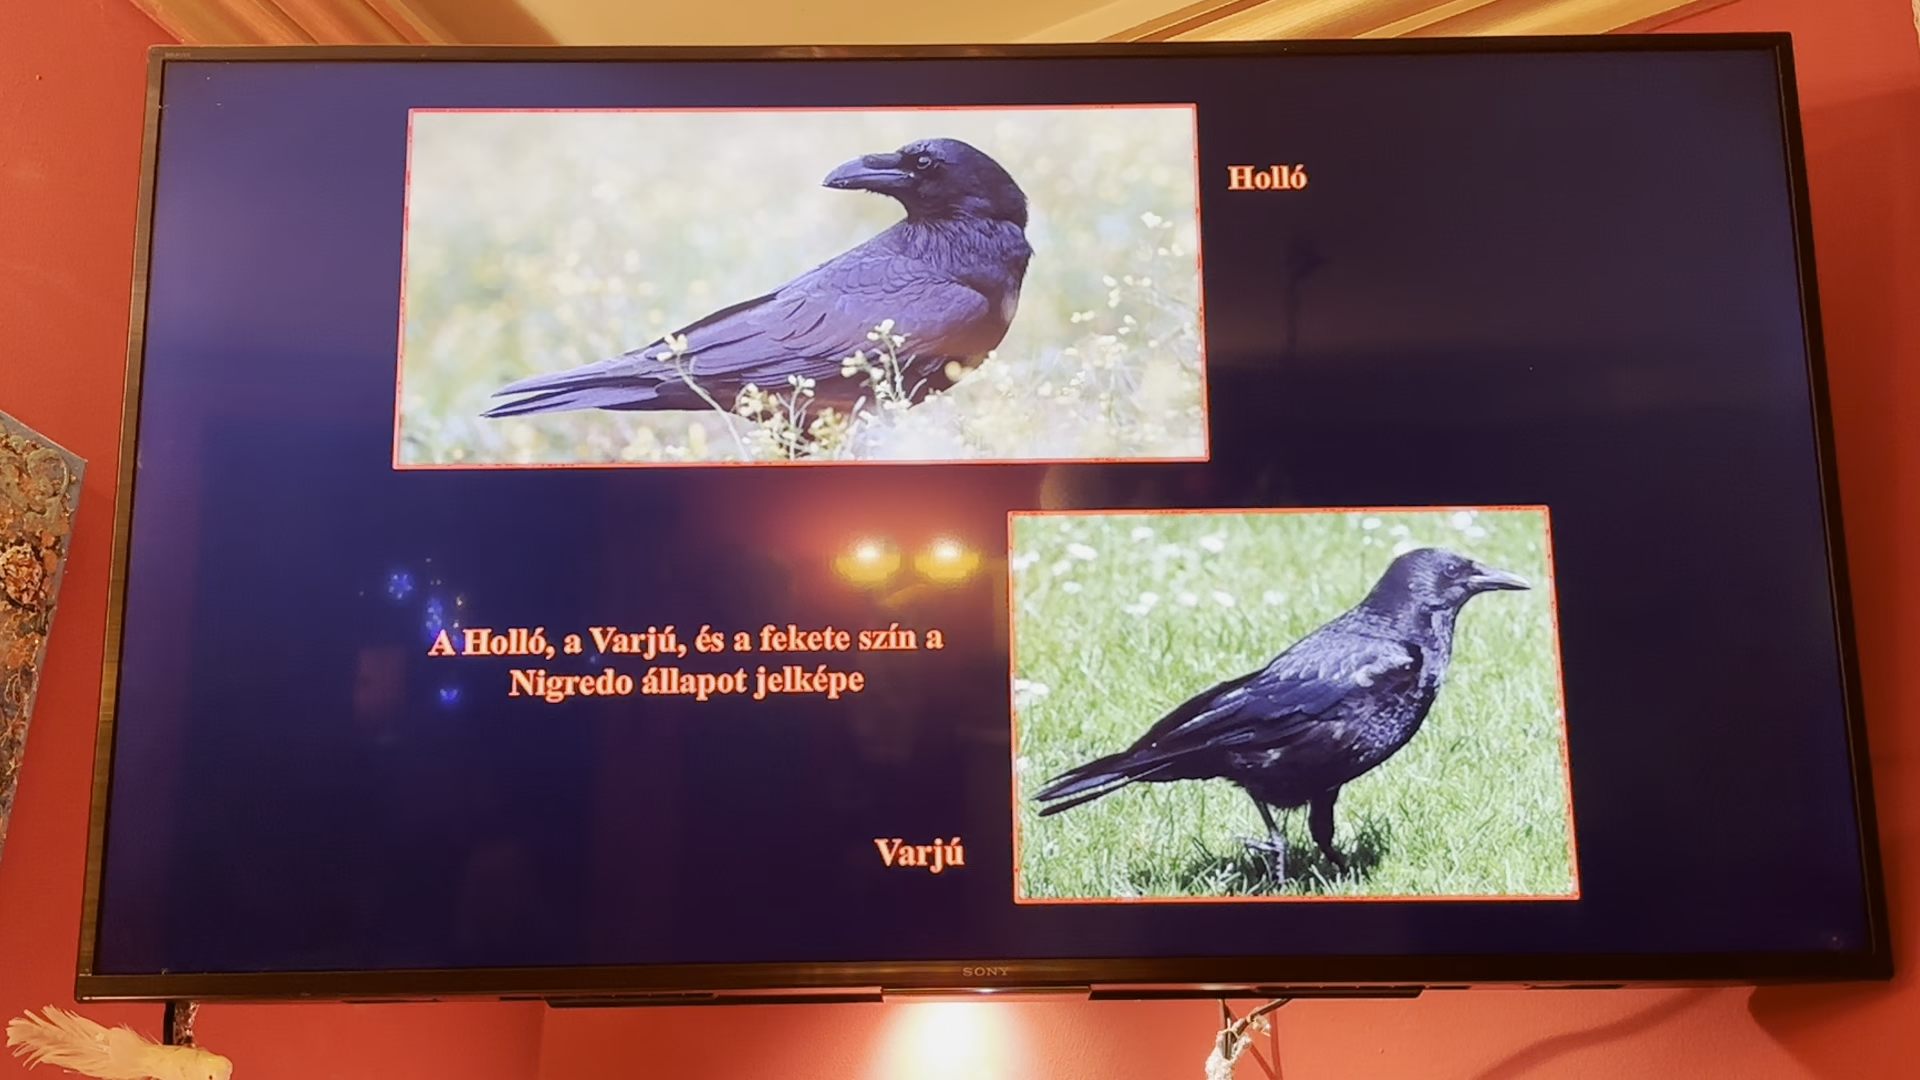 Holló
A Holló, a Varjú, és a fekete szín a
Nigredo állapot jelképe
Varjú
SONY